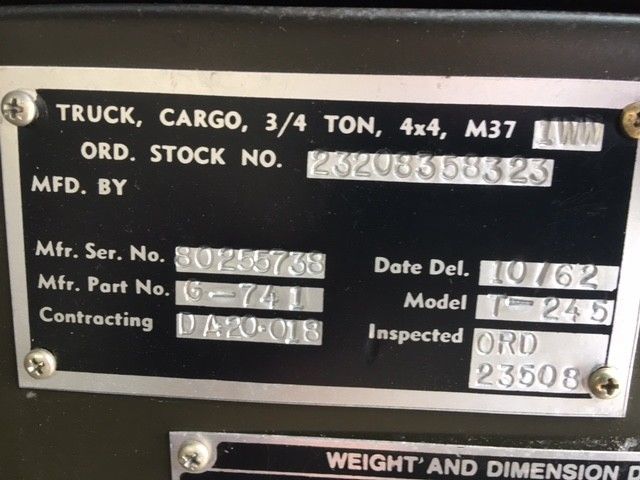 TRUCK, CARGO, 3/4 TON, 4x4, M37 1WW
ORD. STOCK NO. 23208358323
MFD. BY
Mfr. Ser. No. 80255738
Date Del. 10/62
Mfr. Part No. G-741
Model T-245
Contracting DA20-018
Inspected ORD
23508
WEIGHT AND DIMENSION D